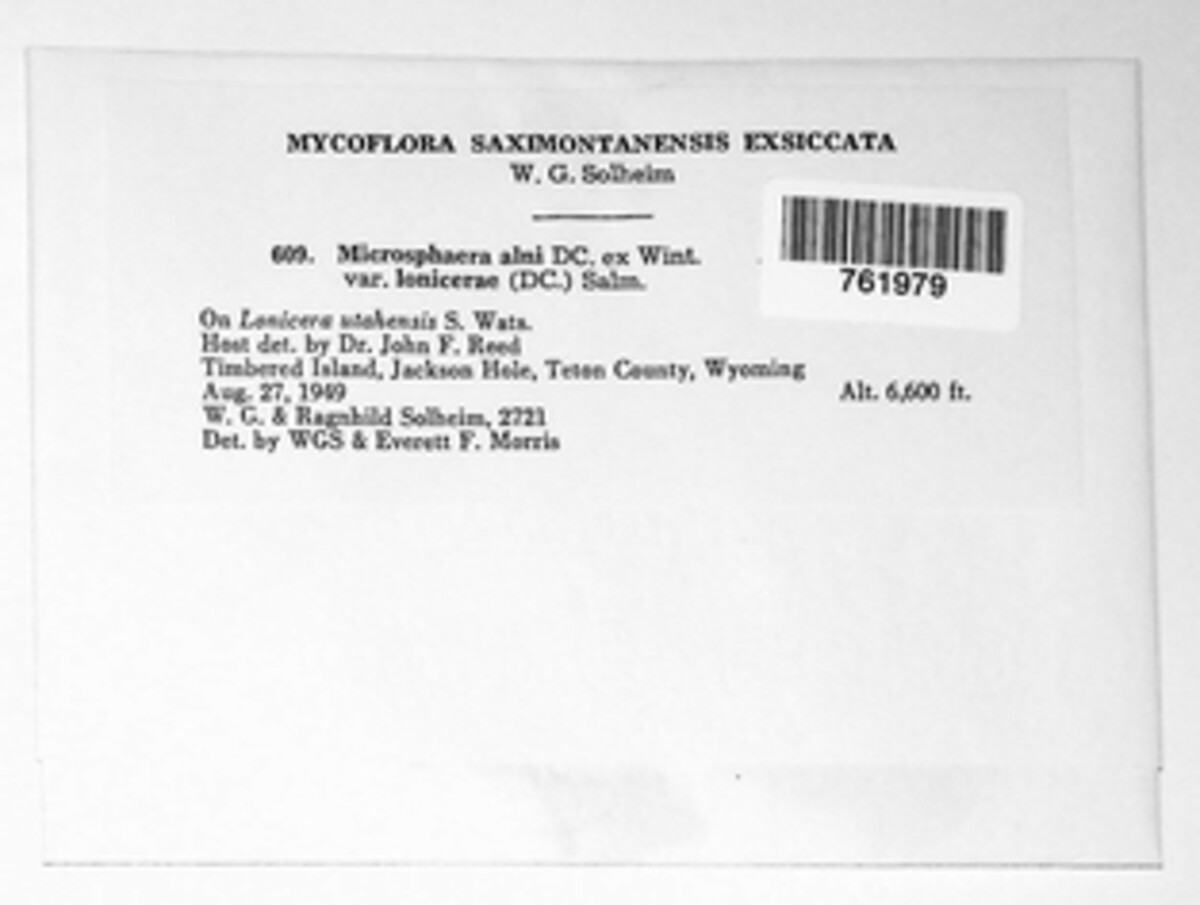 MYCOFLORA SAXIMONTANENSIS EXSICCATA
W. G. Solheim
761979
609. Microsphaera alni DC. ex Wint.
var. lonicerae (DC.) Salm.
On Lonicera utahensis S. Wats.
Host det. by Dr. John F. Reed
Timbered Island, Jackson Hole, Teton County, Wyoming
Aug. 27, 1949 Alt. 6,600 ft.
W. G. & Ragnhild Solheim, 2721
Det. by WGS & Everett F. Morris